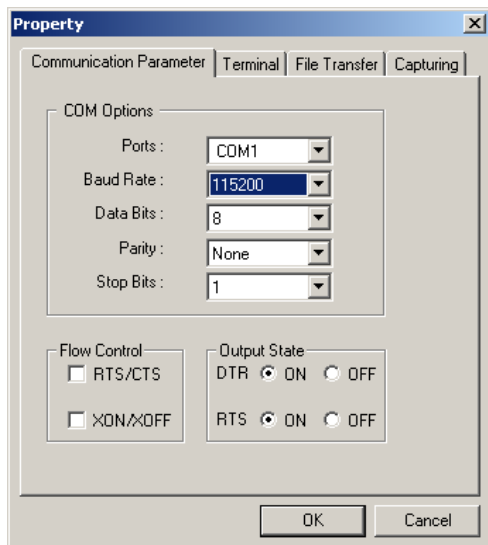 Property
Communication Parameter Terminal File Transfer Capturing
COM Options
Ports : COM1
Baud Rate : 115200
Data Bits : 8
Parity : None
Stop Bits : 1
Flow Control Output State
RTS/CTS DTR ON OFF
XON/XOFF RTS ON OFF
OK Cancel